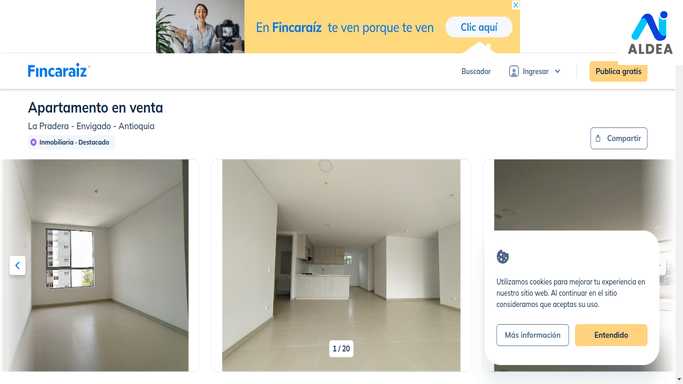 En Fincaraíz te ven porque te ven
Clic aquí
ALDEA
Fincaraiz
Buscador
Ingresar
Publica gratis
Apartamento en venta
La Pradera - Envigado - Antioquia
Inmobiliaria · Destacado
Compartir
1 / 20
Utilizamos cookies para mejorar tu experiencia en
nuestro sitio web. Al continuar en el sitio
consideramos que aceptas su uso.
Más información
Entendido